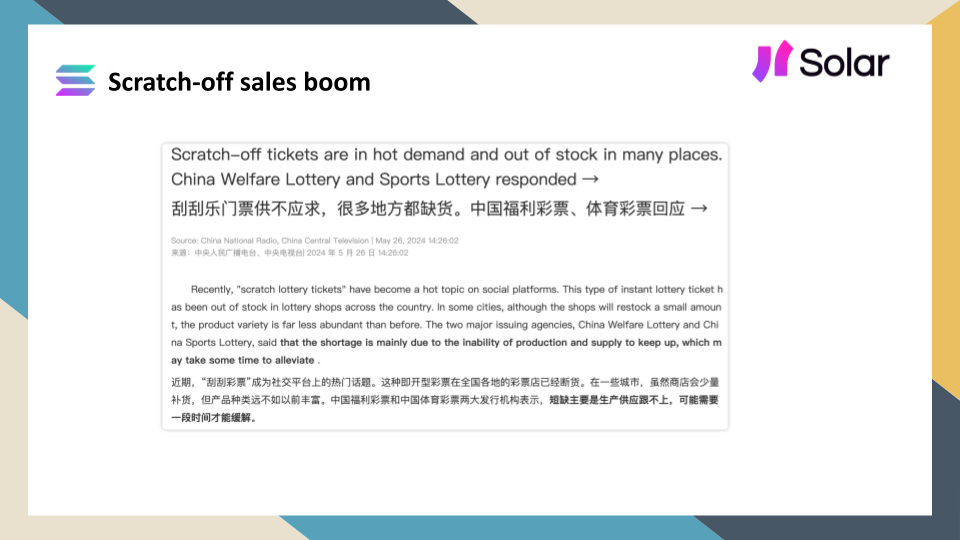 Scratch-off sales boom
Solar
Scratch-off tickets are in hot demand and out of stock in many places.
China Welfare Lottery and Sports Lottery responded →
刮刮乐门票供不应求，很多地方都缺货。中国福利彩票、体育彩票回应 →
Source: China National Radio, China Central Television | May 26, 2024 14:26:02
来源：中央人民广播电台、中央电视台| 2024 年 5 月 26 日 14:26:02
Recently, "scratch lottery tickets" have become a hot topic on social platforms. This type of instant lottery ticket h
as been out of stock in lottery shops across the country. In some cities, although the shops will restock a small amoun
t, the product variety is far less abundant than before. The two major issuing agencies, China Welfare Lottery and Chi
na Sports Lottery, said that the shortage is mainly due to the inability of production and supply to keep up, which m
ay take some time to alleviate .
近期，“刮刮彩票”成为社交平台上的热门话题。这种即开型彩票在全国各地的彩票店已经断货。在一些城市，虽然商店会少量
补货，但产品种类远不如以前丰富。中国福利彩票和中国体育彩票两大发行机构表示，短缺主要是生产供应跟不上，可能需要
一段时间才能缓解。